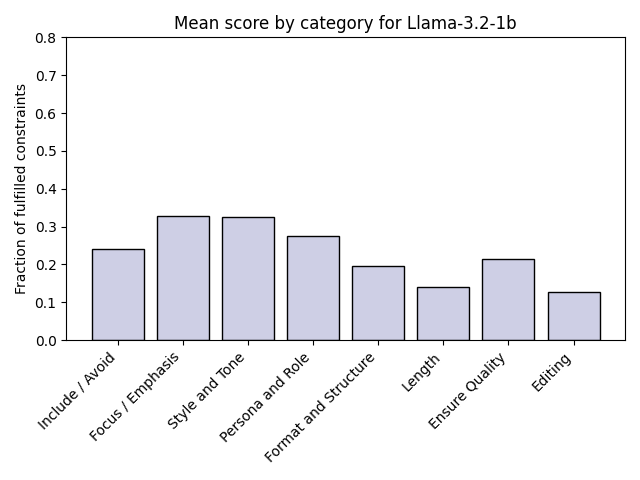 Mean score by category for Llama-3.2-1b
Fraction of fulfilled constraints
0.8
0.7
0.6
0.5
0.4
0.3
0.2
0.1
0.0
Include / Avoid
Focus / Emphasis
Style and Tone
Persona and Role
Format and Structure
Length
Ensure Quality
Editing